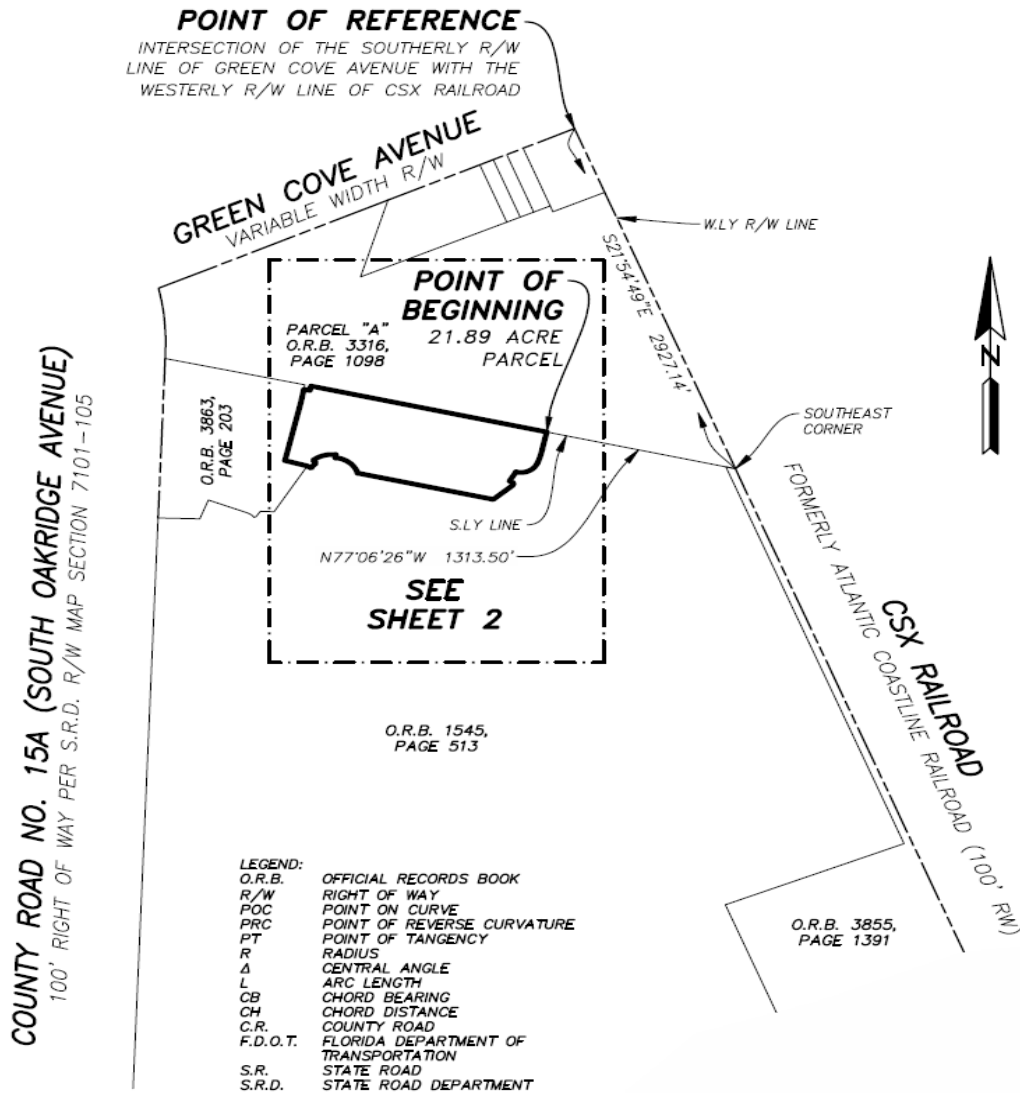 POINT OF REFERENCE
INTERSECTION OF THE SOUTHERLY R/W
LINE OF GREEN COVE AVENUE WITH THE
WESTERLY R/W LINE OF CSX RAILROAD
GREEN COVE AVENUE
VARIABLE WIDTH R/W
W.LY R/W LINE
S21°54'49"E 2927.14'
POINT OF
BEGINNING
21.89 ACRE
PARCEL
PARCEL "A"
O.R.B. 3316,
PAGE 1098
N
O.R.B. 3863,
PAGE 203
SOUTHEAST
CORNER
S.LY LINE
N77°06'26"W 1313.50'
SEE
SHEET 2
COUNTY ROAD NO. 15A (SOUTH OAKRIDGE AVENUE)
100' RIGHT OF WAY PER S.R.D. R/W MAP SECTION 7101-105
CSX RAILROAD
FORMERLY ATLANTIC COASTLINE RAILROAD (100' RW)
O.R.B. 1545,
PAGE 513
O.R.B. 3855,
PAGE 1391
LEGEND:
O.R.B. OFFICIAL RECORDS BOOK
R/W RIGHT OF WAY
POC POINT ON CURVE
PRC POINT OF REVERSE CURVATURE
PT POINT OF TANGENCY
R RADIUS
Δ CENTRAL ANGLE
L ARC LENGTH
CB CHORD BEARING
CH CHORD DISTANCE
C.R. COUNTY ROAD
F.D.O.T. FLORIDA DEPARTMENT OF
TRANSPORTATION
S.R. STATE ROAD
S.R.D. STATE ROAD DEPARTMENT